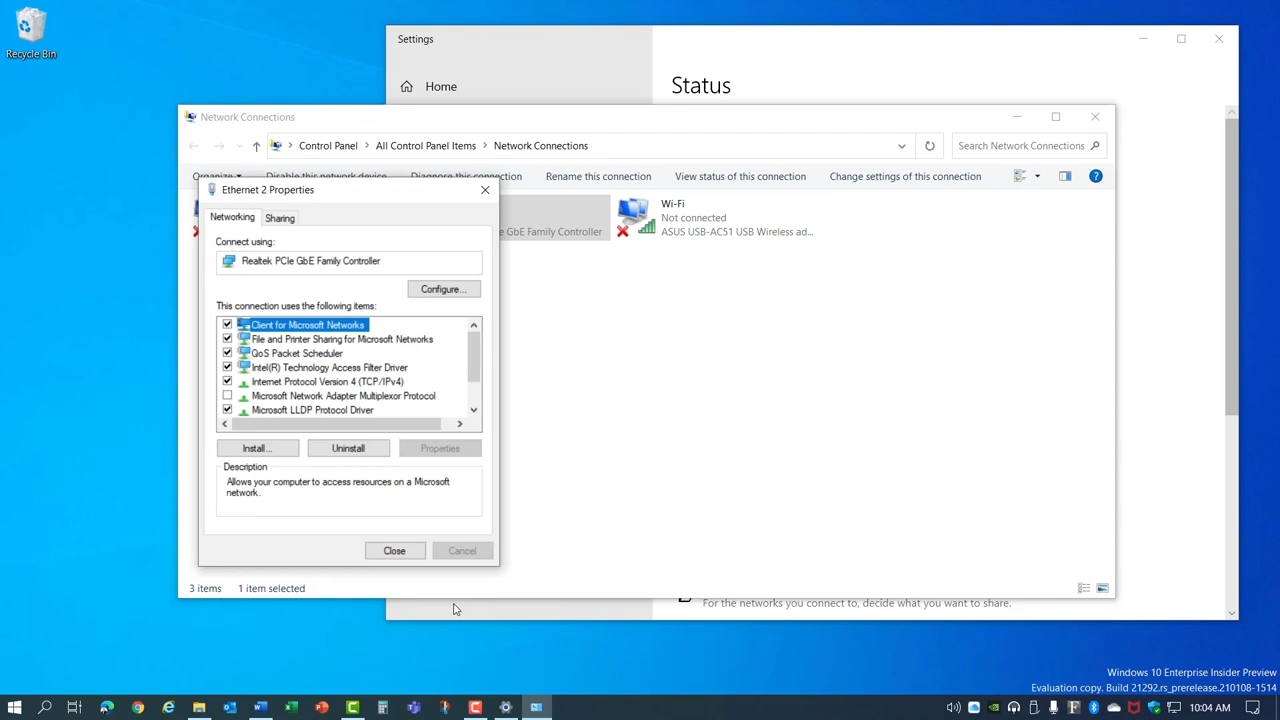 Recycle Bin
Settings
Home
Status
Network Connections
Control Panel
All Control Panel Items
Network Connections
Search Network Connections
Organize
Disable this network device
Diagnose this connection
Rename this connection
View status of this connection
Change settings of this connection
Wi-Fi
Not connected
ASUS USB-AC51 USB Wireless ad...
e GbE Family Controller
Ethernet 2 Properties
Networking
Sharing
Connect using:
Realtek PCIe GbE Family Controller
Configure...
This connection uses the following items:
Client for Microsoft Networks
File and Printer Sharing for Microsoft Networks
QoS Packet Scheduler
Intel(R) Technology Access Filter Driver
Internet Protocol Version 4 (TCP/IPv4)
Microsoft Network Adapter Multiplexor Protocol
Microsoft LLDP Protocol Driver
Install...
Uninstall
Properties
Description
Allows your computer to access resources on a Microsoft
network.
Close
Cancel
3 items
1 item selected
For the networks you connect to, decide what you want to share.
Windows 10 Enterprise Insider Preview
Evaluation copy. Build 21292.rs_prerelease.210108-1514
10:04 AM